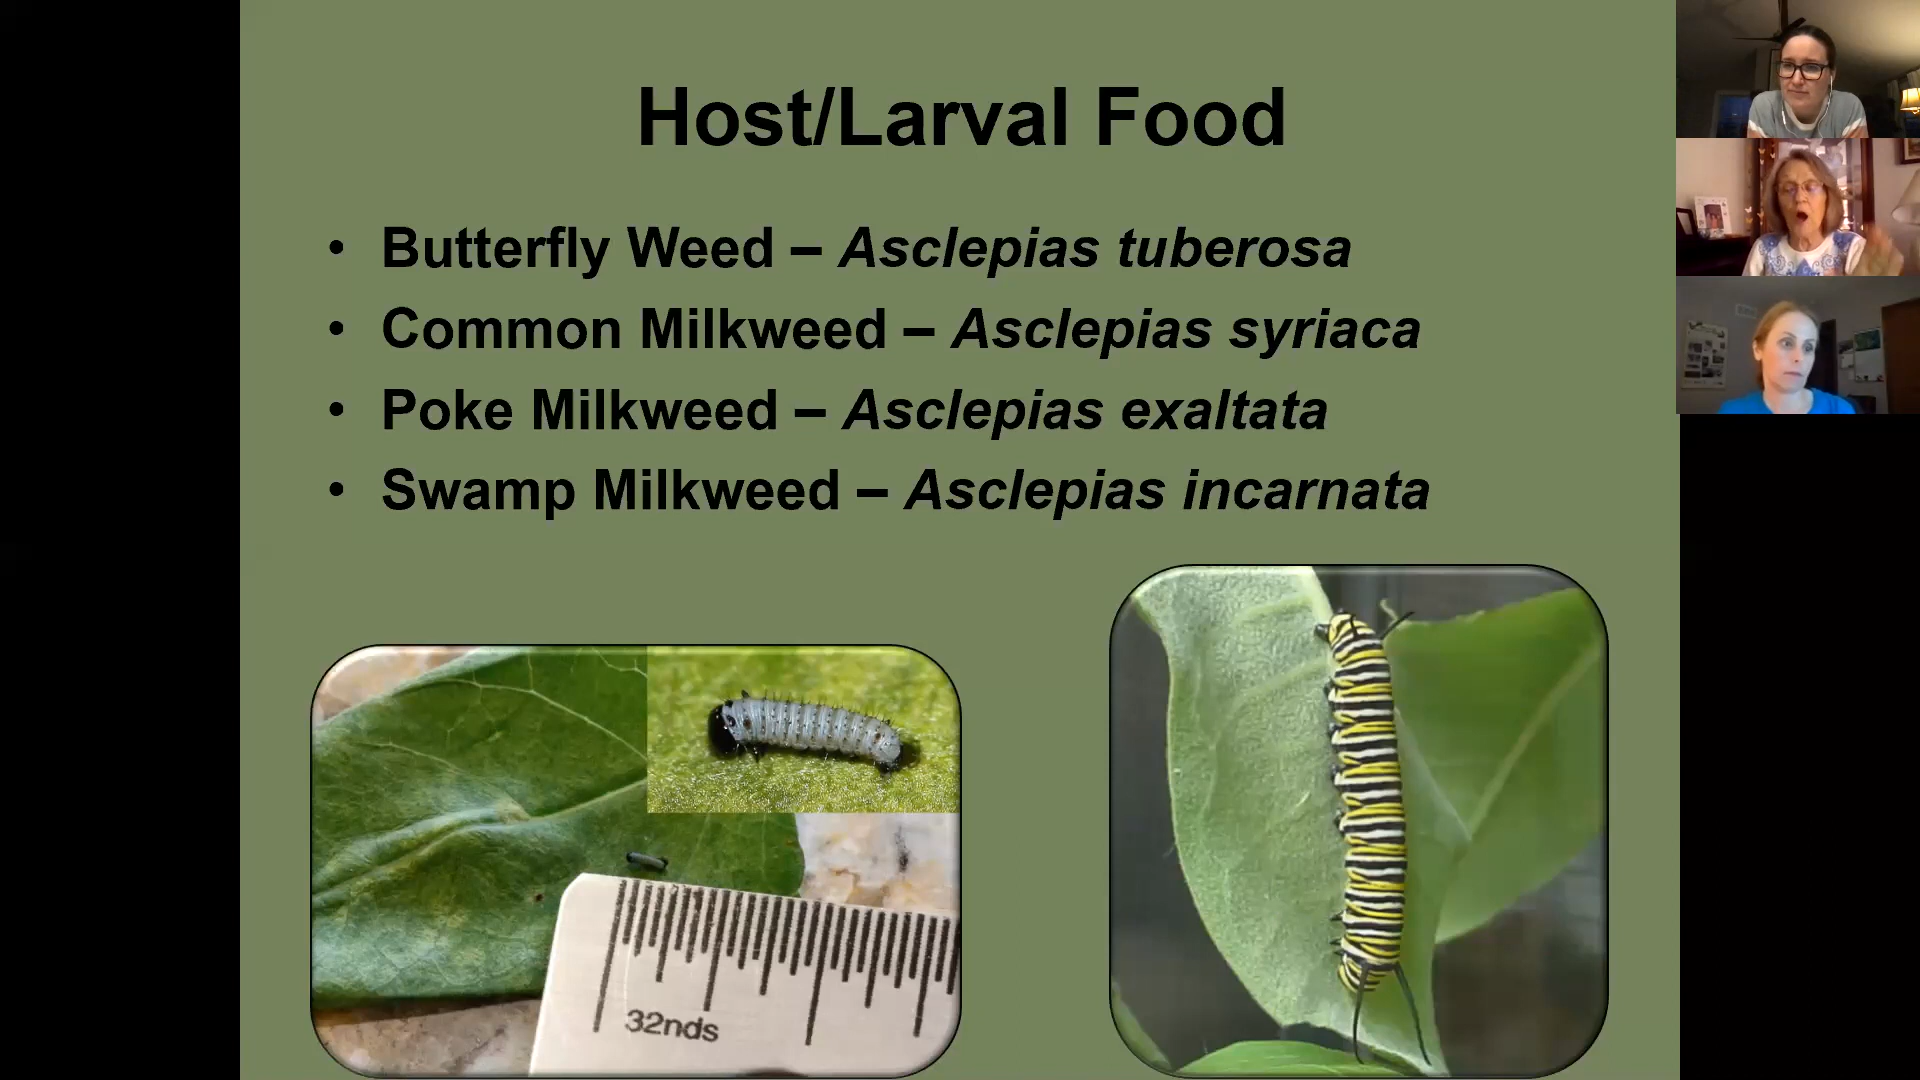 Host/Larval Food
• Butterfly Weed – Asclepias tuberosa
• Common Milkweed – Asclepias syriaca
• Poke Milkweed – Asclepias exaltata
• Swamp Milkweed – Asclepias incarnata
32nds